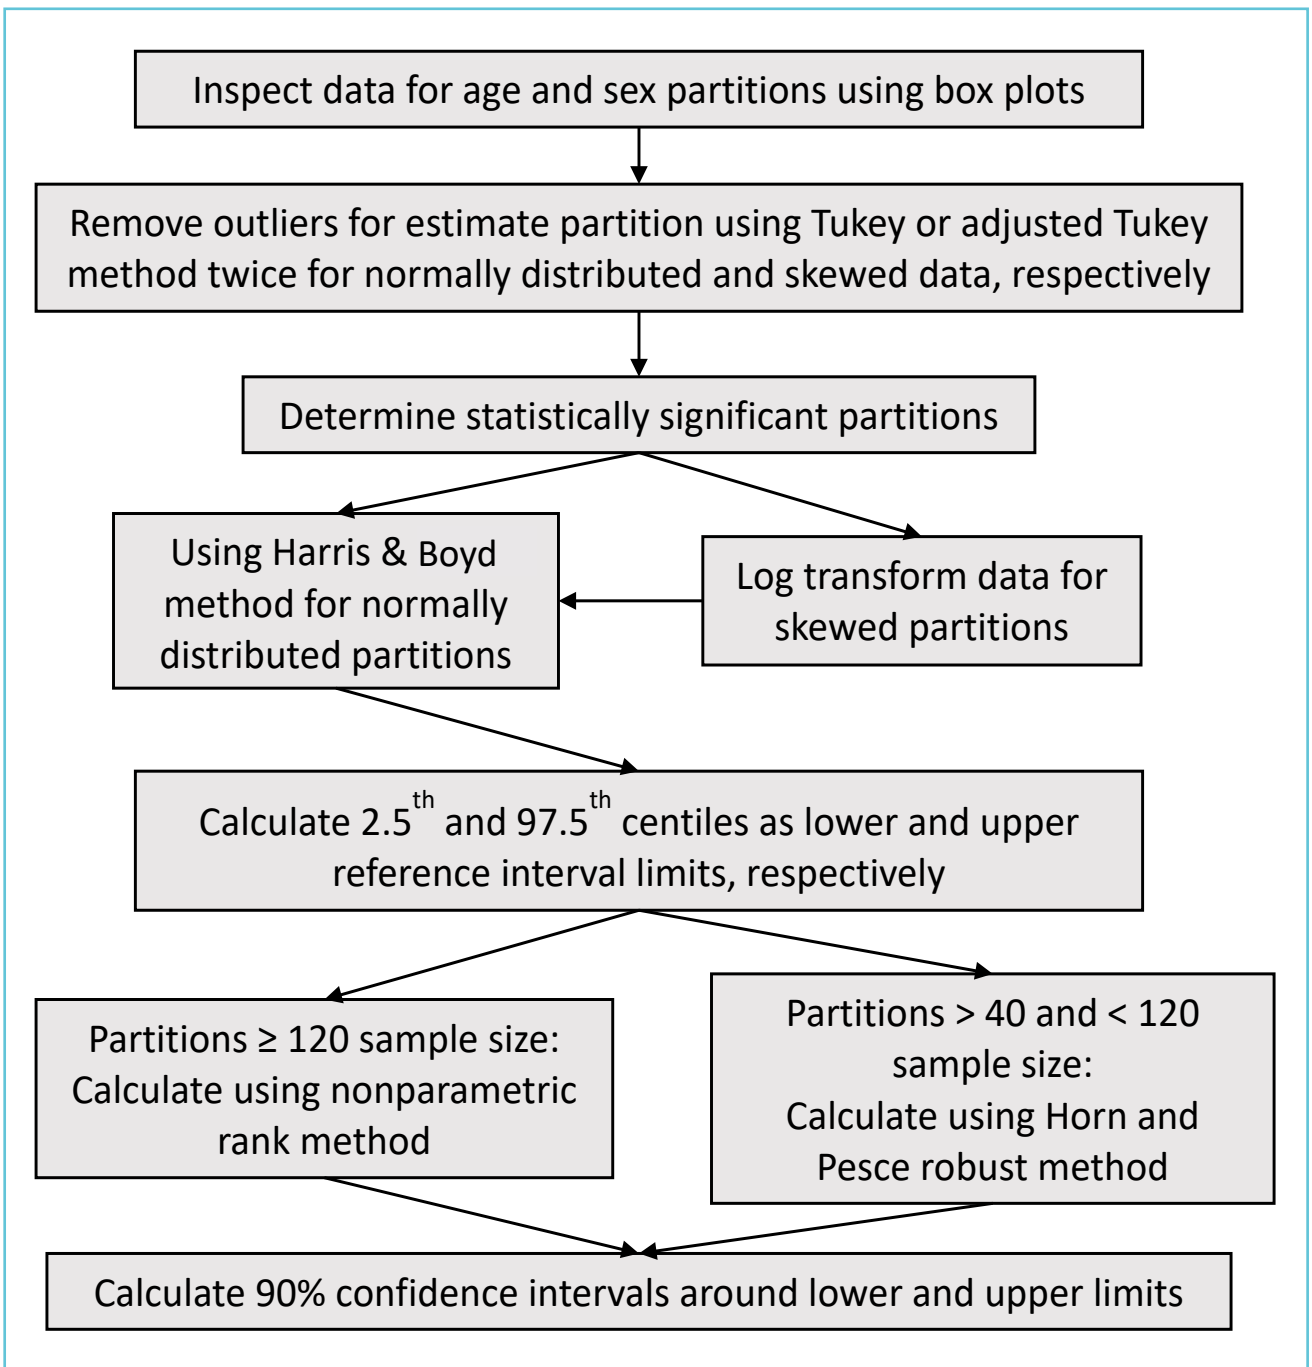 Inspect data for age and sex partitions using box plots
Remove outliers for estimate partition using Tukey or adjusted Tukey
method twice for normally distributed and skewed data, respectively
Determine statistically significant partitions
Using Harris & Boyd
method for normally
distributed partitions
Log transform data for
skewed partitions
Calculate 2.5th and 97.5th centiles as lower and upper
reference interval limits, respectively
Partitions ≥ 120 sample size:
Calculate using nonparametric
rank method
Partitions > 40 and < 120
sample size:
Calculate using Horn and
Pesce robust method
Calculate 90% confidence intervals around lower and upper limits